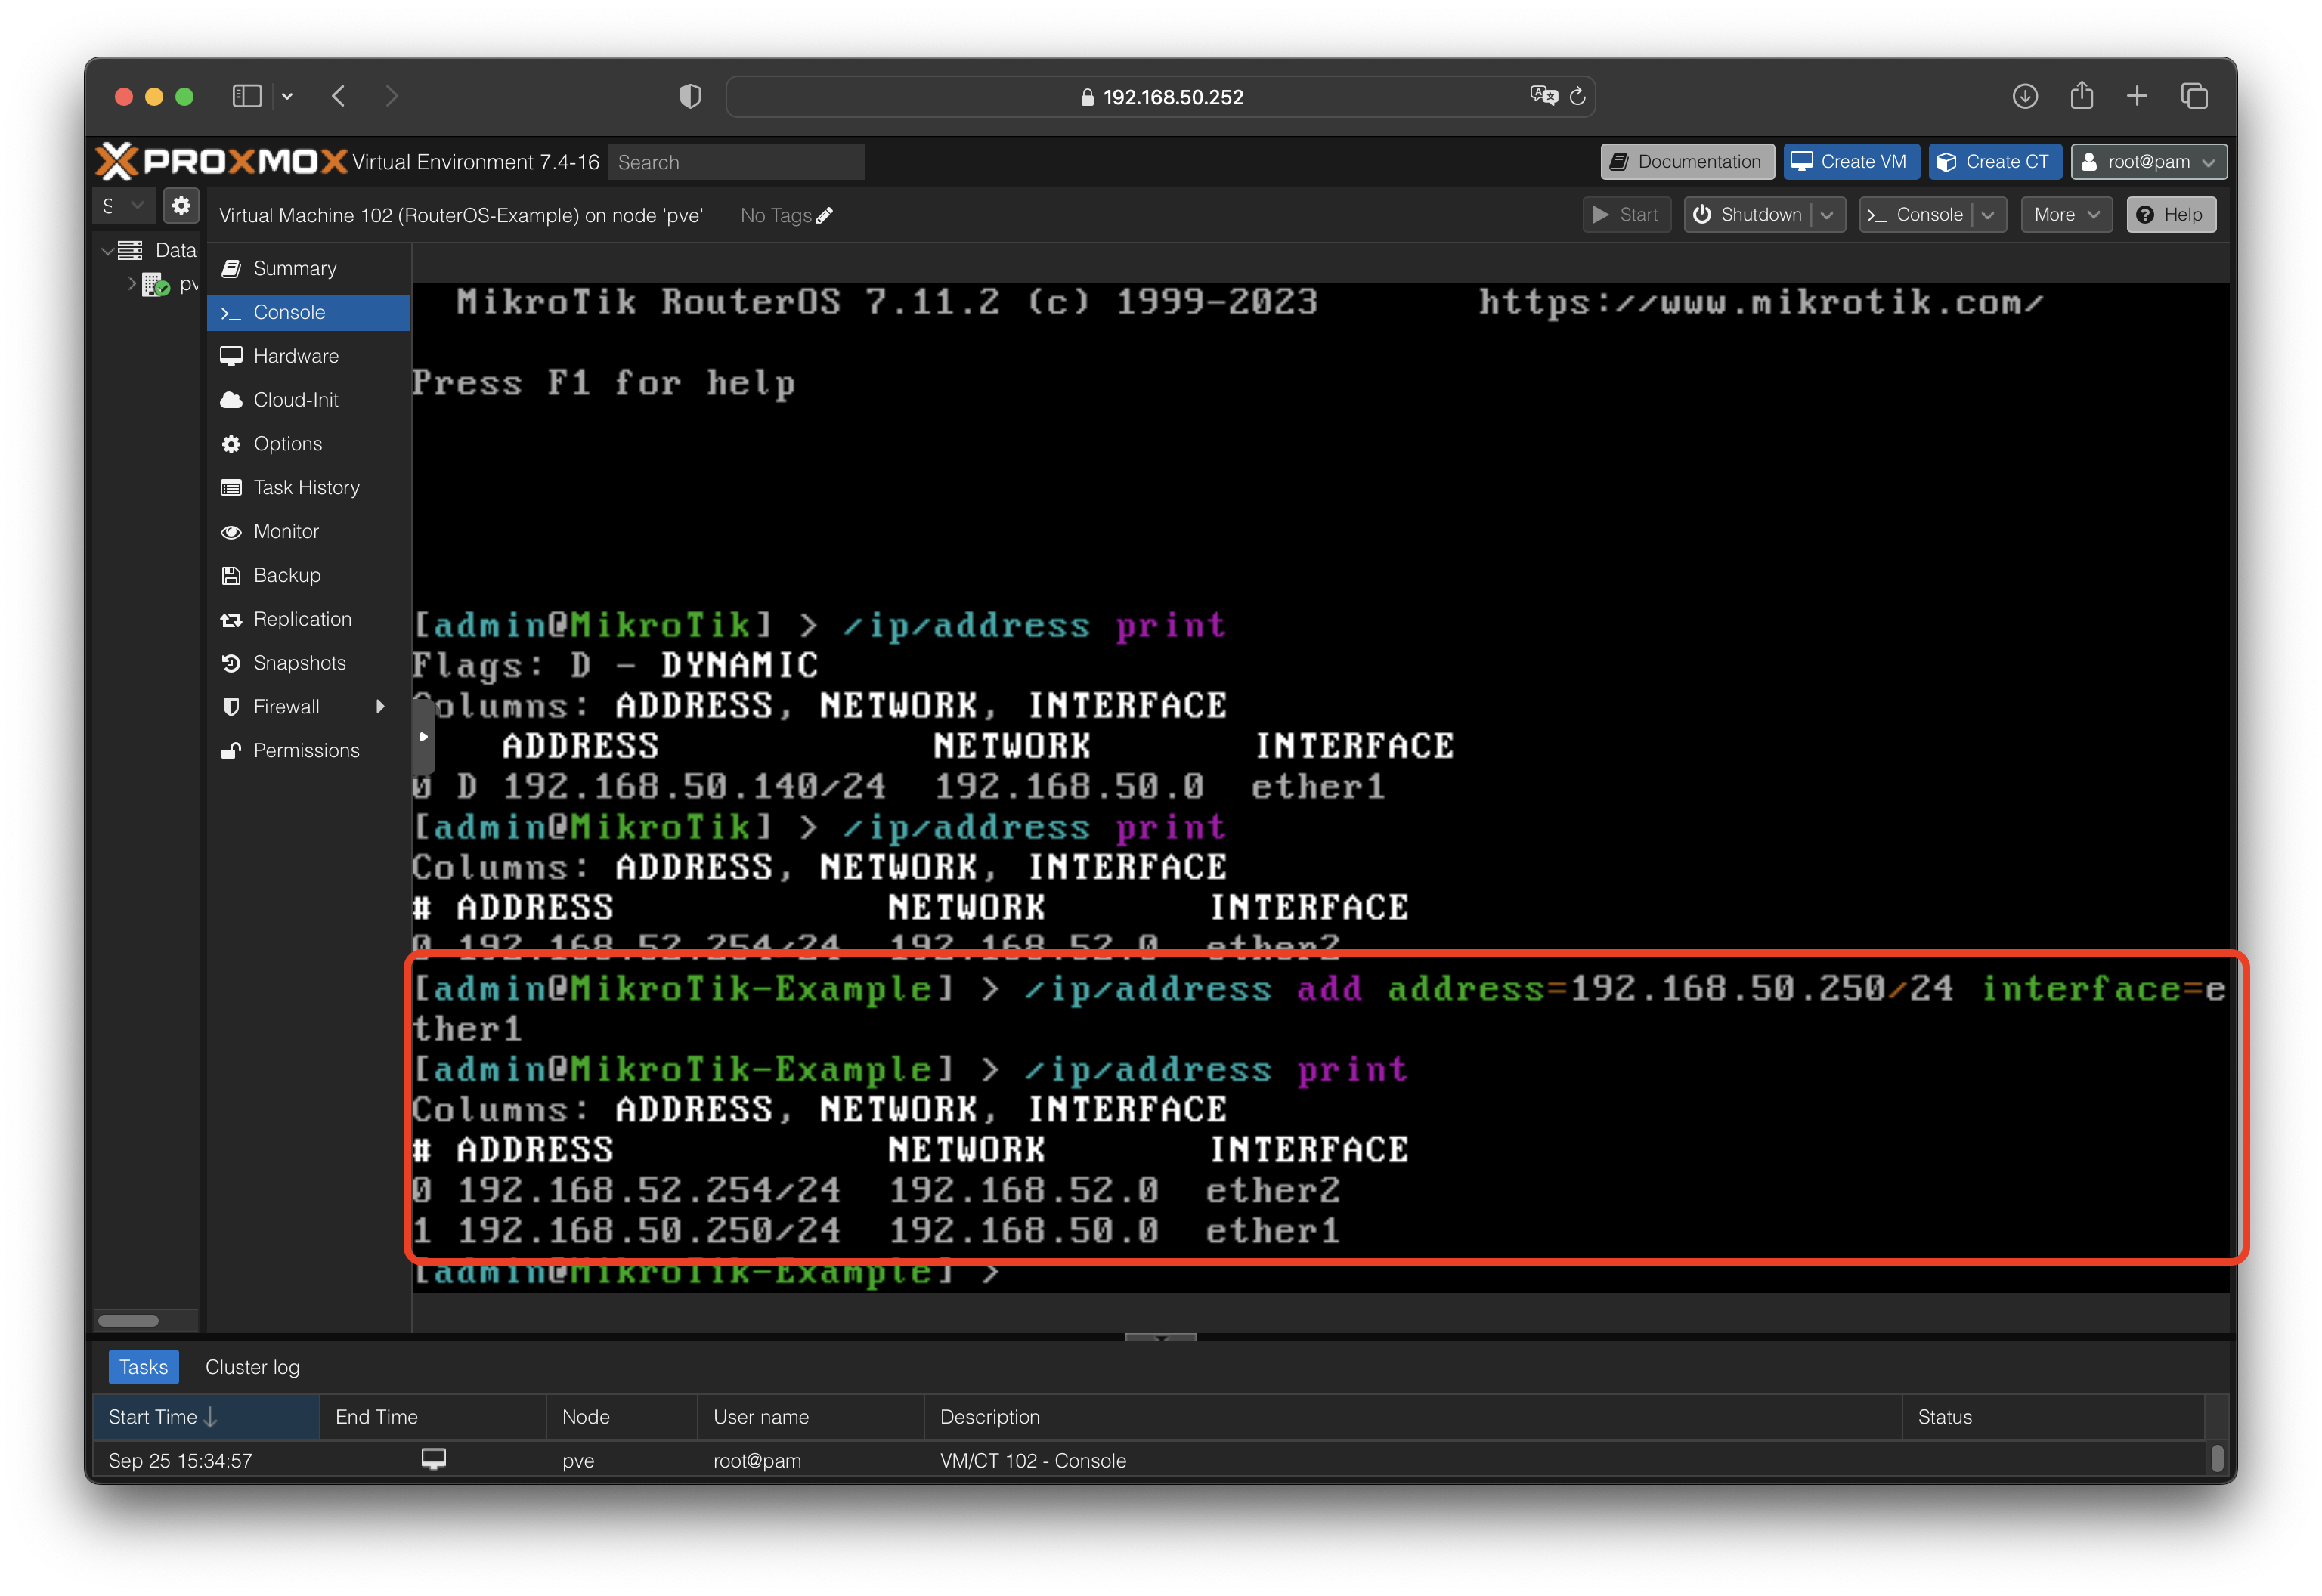 192.168.50.252
PROXMOX Virtual Environment 7.4-16 Search Documentation Create VM Create CT root@pam
S Virtual Machine 102 (RouterOS-Example) on node 'pve' No Tags Start Shutdown Console More Help
Data
pv
Summary
Console
Hardware
Cloud-Init
Options
Task History
Monitor
Backup
Replication
Snapshots
Firewall
Permissions
MikroTik RouterOS 7.11.2 (c) 1999-2023 https://www.mikrotik.com/
Press F1 for help
[admin@MikroTik] > /ip/address print
Flags: D - DYNAMIC
Columns: ADDRESS, NETWORK, INTERFACE
ADDRESS NETWORK INTERFACE
0 D 192.168.50.140/24 192.168.50.0 ether1
[admin@MikroTik] > /ip/address print
Columns: ADDRESS, NETWORK, INTERFACE
# ADDRESS NETWORK INTERFACE
0 192.168.52.254/24 192.168.52.0 ether2
[admin@MikroTik-Example] > /ip/address add address=192.168.50.250/24 interface=e
ther1
[admin@MikroTik-Example] > /ip/address print
Columns: ADDRESS, NETWORK, INTERFACE
# ADDRESS NETWORK INTERFACE
0 192.168.52.254/24 192.168.52.0 ether2
1 192.168.50.250/24 192.168.50.0 ether1
[admin@MikroTik-Example] >
Tasks Cluster log
Start Time End Time Node User name Description Status
Sep 25 15:34:57 pve root@pam VM/CT 102 - Console